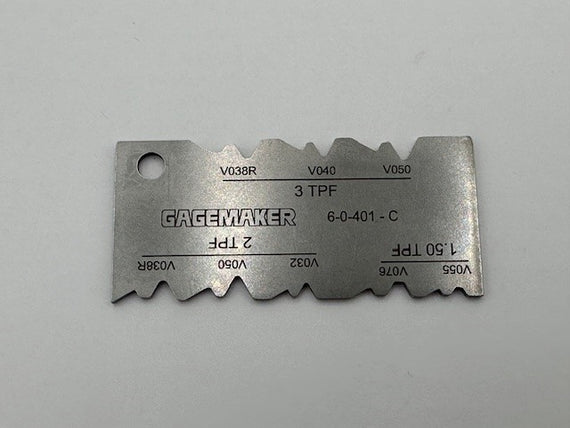 V038R V040 V050
3 TPF
GAGEMAKER 6-0-401 - C
1.50 TPF 2 TPF
V055 V076 V032 V050 V038R